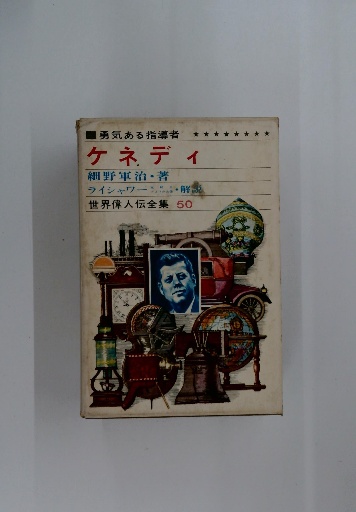 ■勇気ある指導者 ★★★★★★★★
ケネディ
細野軍治・著
ライシャワー・解説
世界偉人伝全集 50